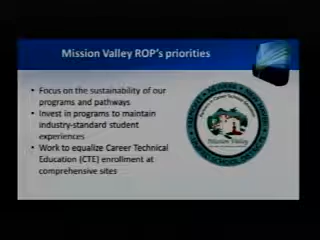 Mission Valley ROP's priorities
• Focus on the sustainability of our
programs and pathways
• Invest in programs to maintain
industry-standard student
experiences
• Work to equalize Career Technical
Education (CTE) enrollment at
comprehensive sites
Mission Valley